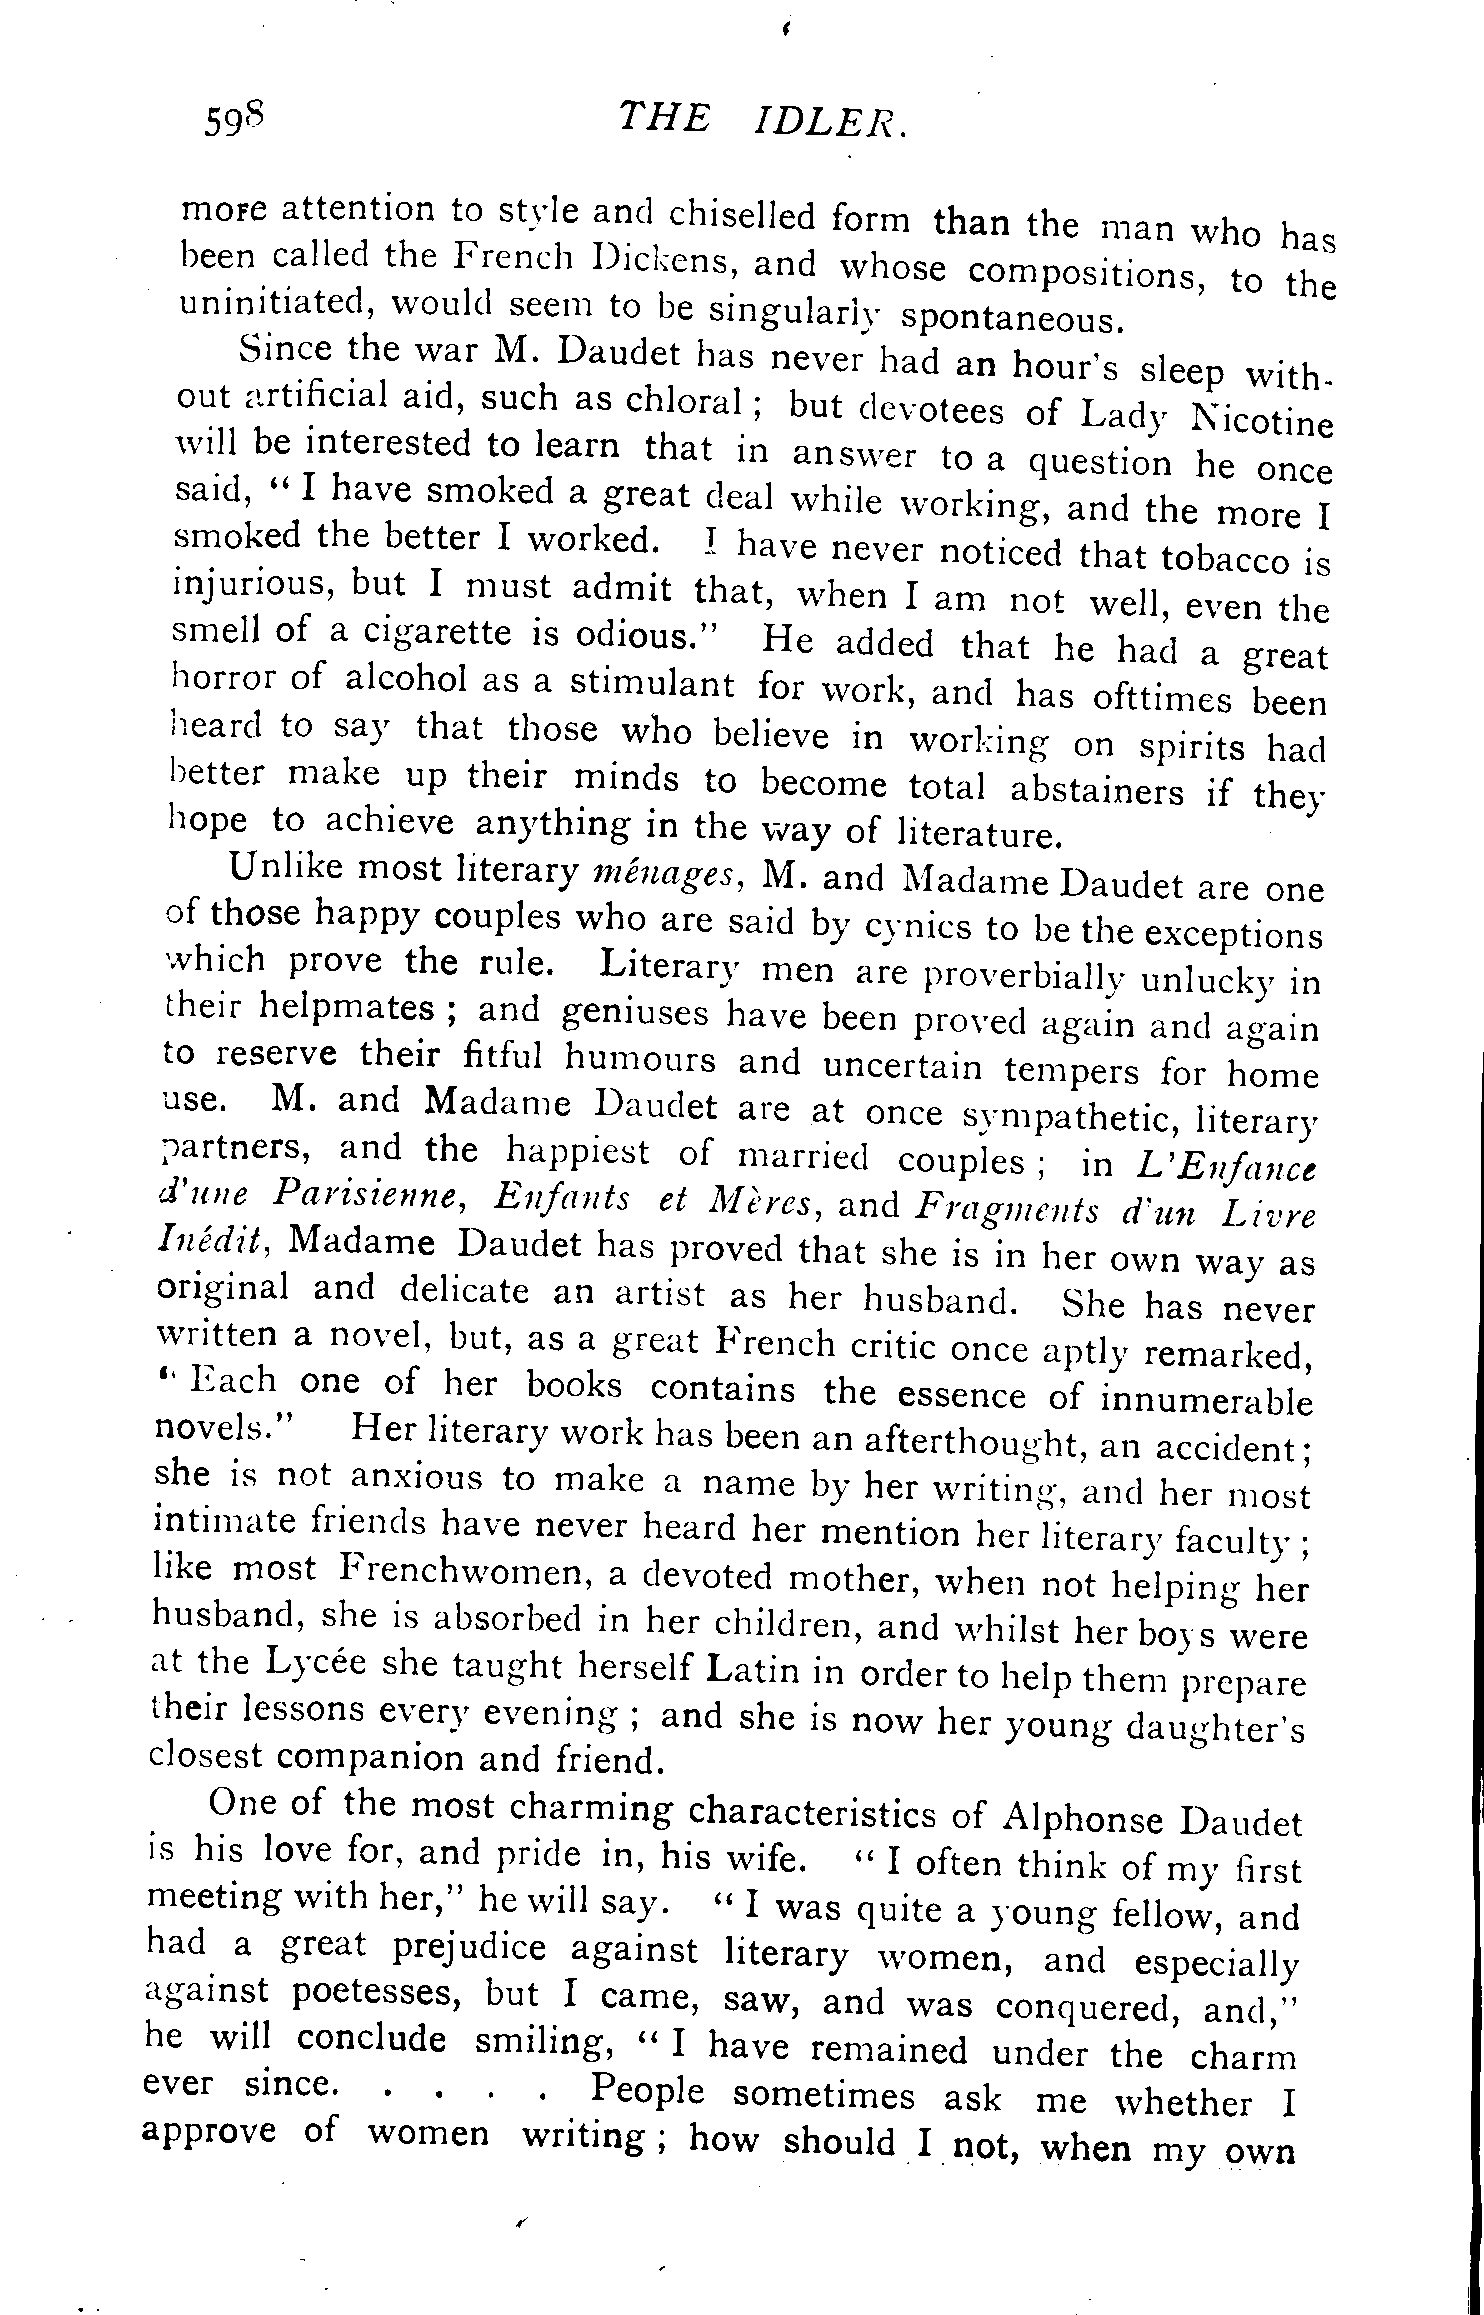 598 THE IDLER.
more attention to style and chiselled form than the man who has
been called the French Dickens, and whose compositions, to the
uninitiated, would seem to be singularly spontaneous.
Since the war M. Daudet has never had an hour's sleep with-
out artificial aid, such as chloral ; but devotees of Lady Nicotine
will be interested to learn that in answer to a question he once
said, " I have smoked a great deal while working, and the more I
smoked the better I worked. I have never noticed that tobacco is
injurious, but I must admit that, when I am not well, even the
smell of a cigarette is odious." He added that he had a great
horror of alcohol as a stimulant for work, and has ofttimes been
heard to say that those who believe in working on spirits had
better make up their minds to become total abstainers if they
hope to achieve anything in the way of literature.
Unlike most literary ménages, M. and Madame Daudet are one
of those happy couples who are said by cynics to be the exceptions
which prove the rule. Literary men are proverbially unlucky in
their helpmates ; and geniuses have been proved again and again
to reserve their fitful humours and uncertain tempers for home
use. M. and Madame Daudet are at once sympathetic, literary
partners, and the happiest of married couples ; in L'Enfance
d'une Parisienne, Enfants et Mères, and Fragments d'un Livre
Inédit, Madame Daudet has proved that she is in her own way as
original and delicate an artist as her husband. She has never
written a novel, but, as a great French critic once aptly remarked,
" Each one of her books contains the essence of innumerable
novels." Her literary work has been an afterthought, an accident ;
she is not anxious to make a name by her writing, and her most
intimate friends have never heard her mention her literary faculty ;
like most Frenchwomen, a devoted mother, when not helping her
husband, she is absorbed in her children, and whilst her boys were
at the Lycée she taught herself Latin in order to help them prepare
their lessons every evening ; and she is now her young daughter's
closest companion and friend.
One of the most charming characteristics of Alphonse Daudet
is his love for, and pride in, his wife. " I often think of my first
meeting with her," he will say. " I was quite a young fellow, and
had a great prejudice against literary women, and especially
against poetesses, but I came, saw, and was conquered, and,"
he will conclude smiling, " I have remained under the charm
ever since. . . . . People sometimes ask me whether I
approve of women writing ; how should I not, when my own